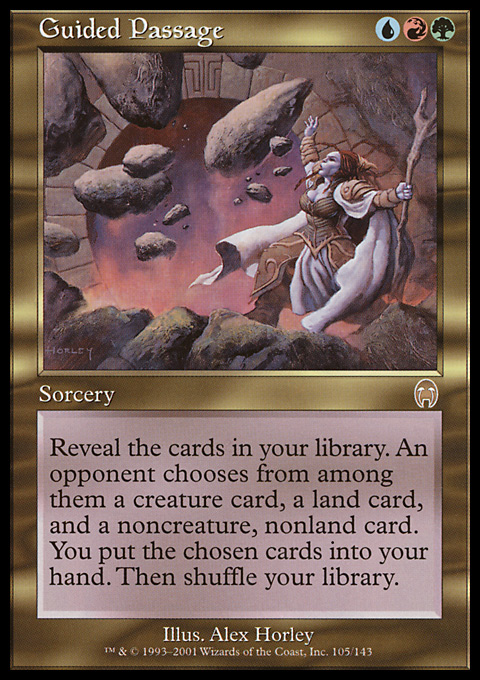 Guided Passage
HORLEY
Sorcery
Reveal the cards in your library. An
opponent chooses from among
them a creature card, a land card,
and a noncreature, nonland card.
You put the chosen cards into your
hand. Then shuffle your library.
Illus. Alex Horley
™ & © 1993–2001 Wizards of the Coast, Inc. 105/143